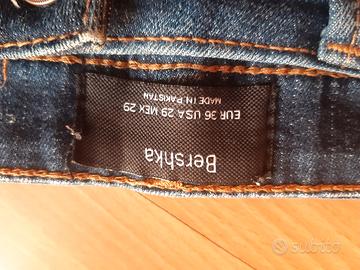 Bershka
EUR 36 USA 29 MEX 29
MADE IN PAKISTAN
subito